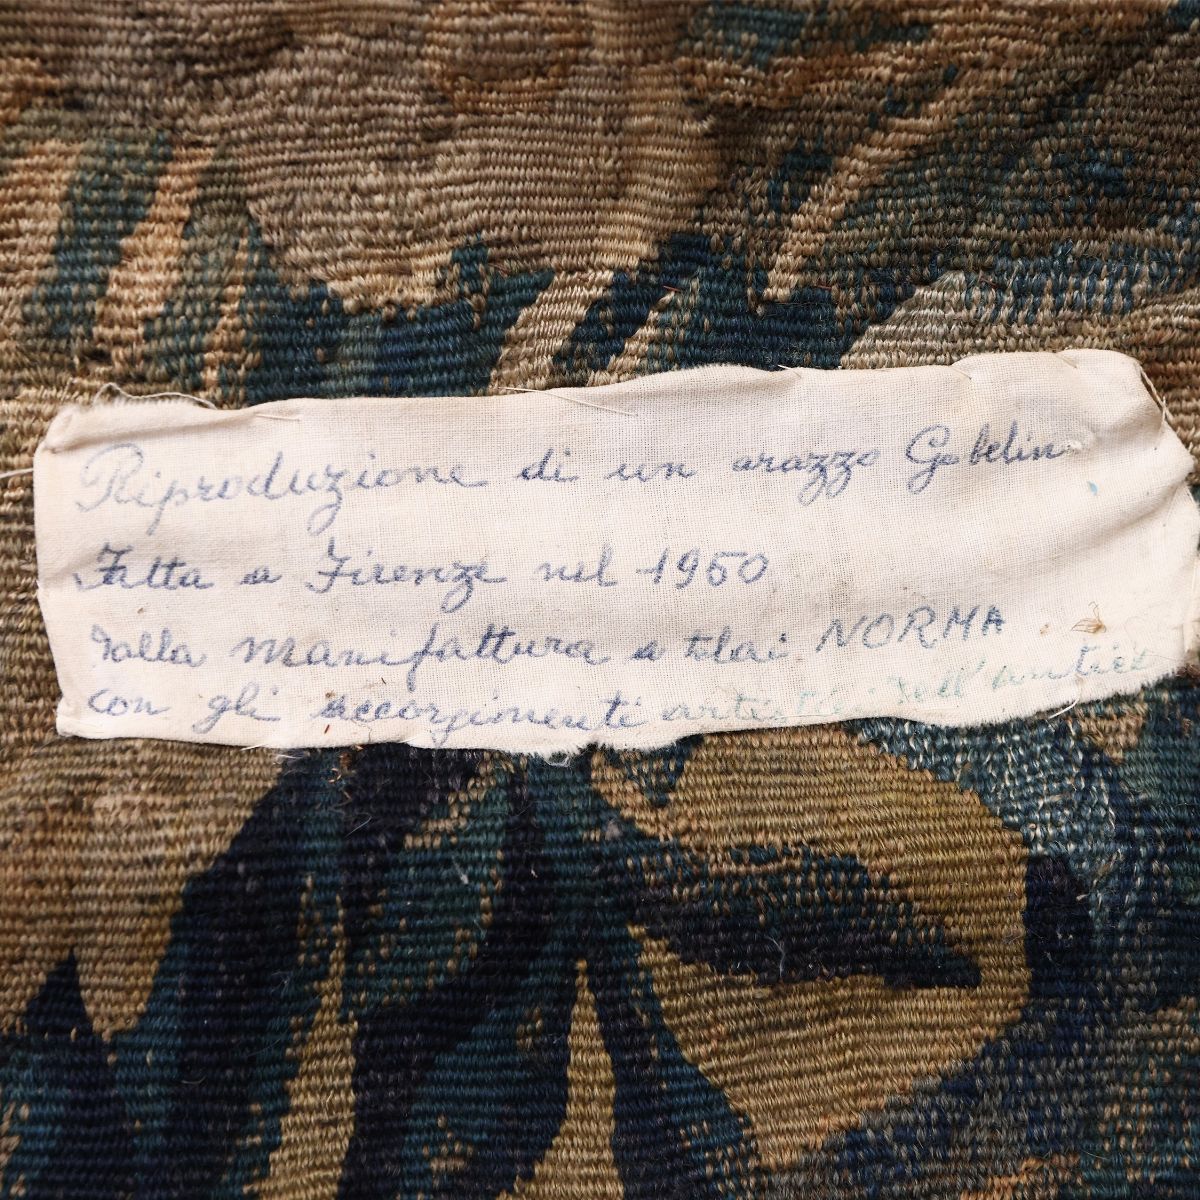 Riproduzione di un arazzo Gobelin
Fatta a Firenze nel 1950
dalla manifattura a telai NORMA
con gli accorgimenti artistici dell'antico